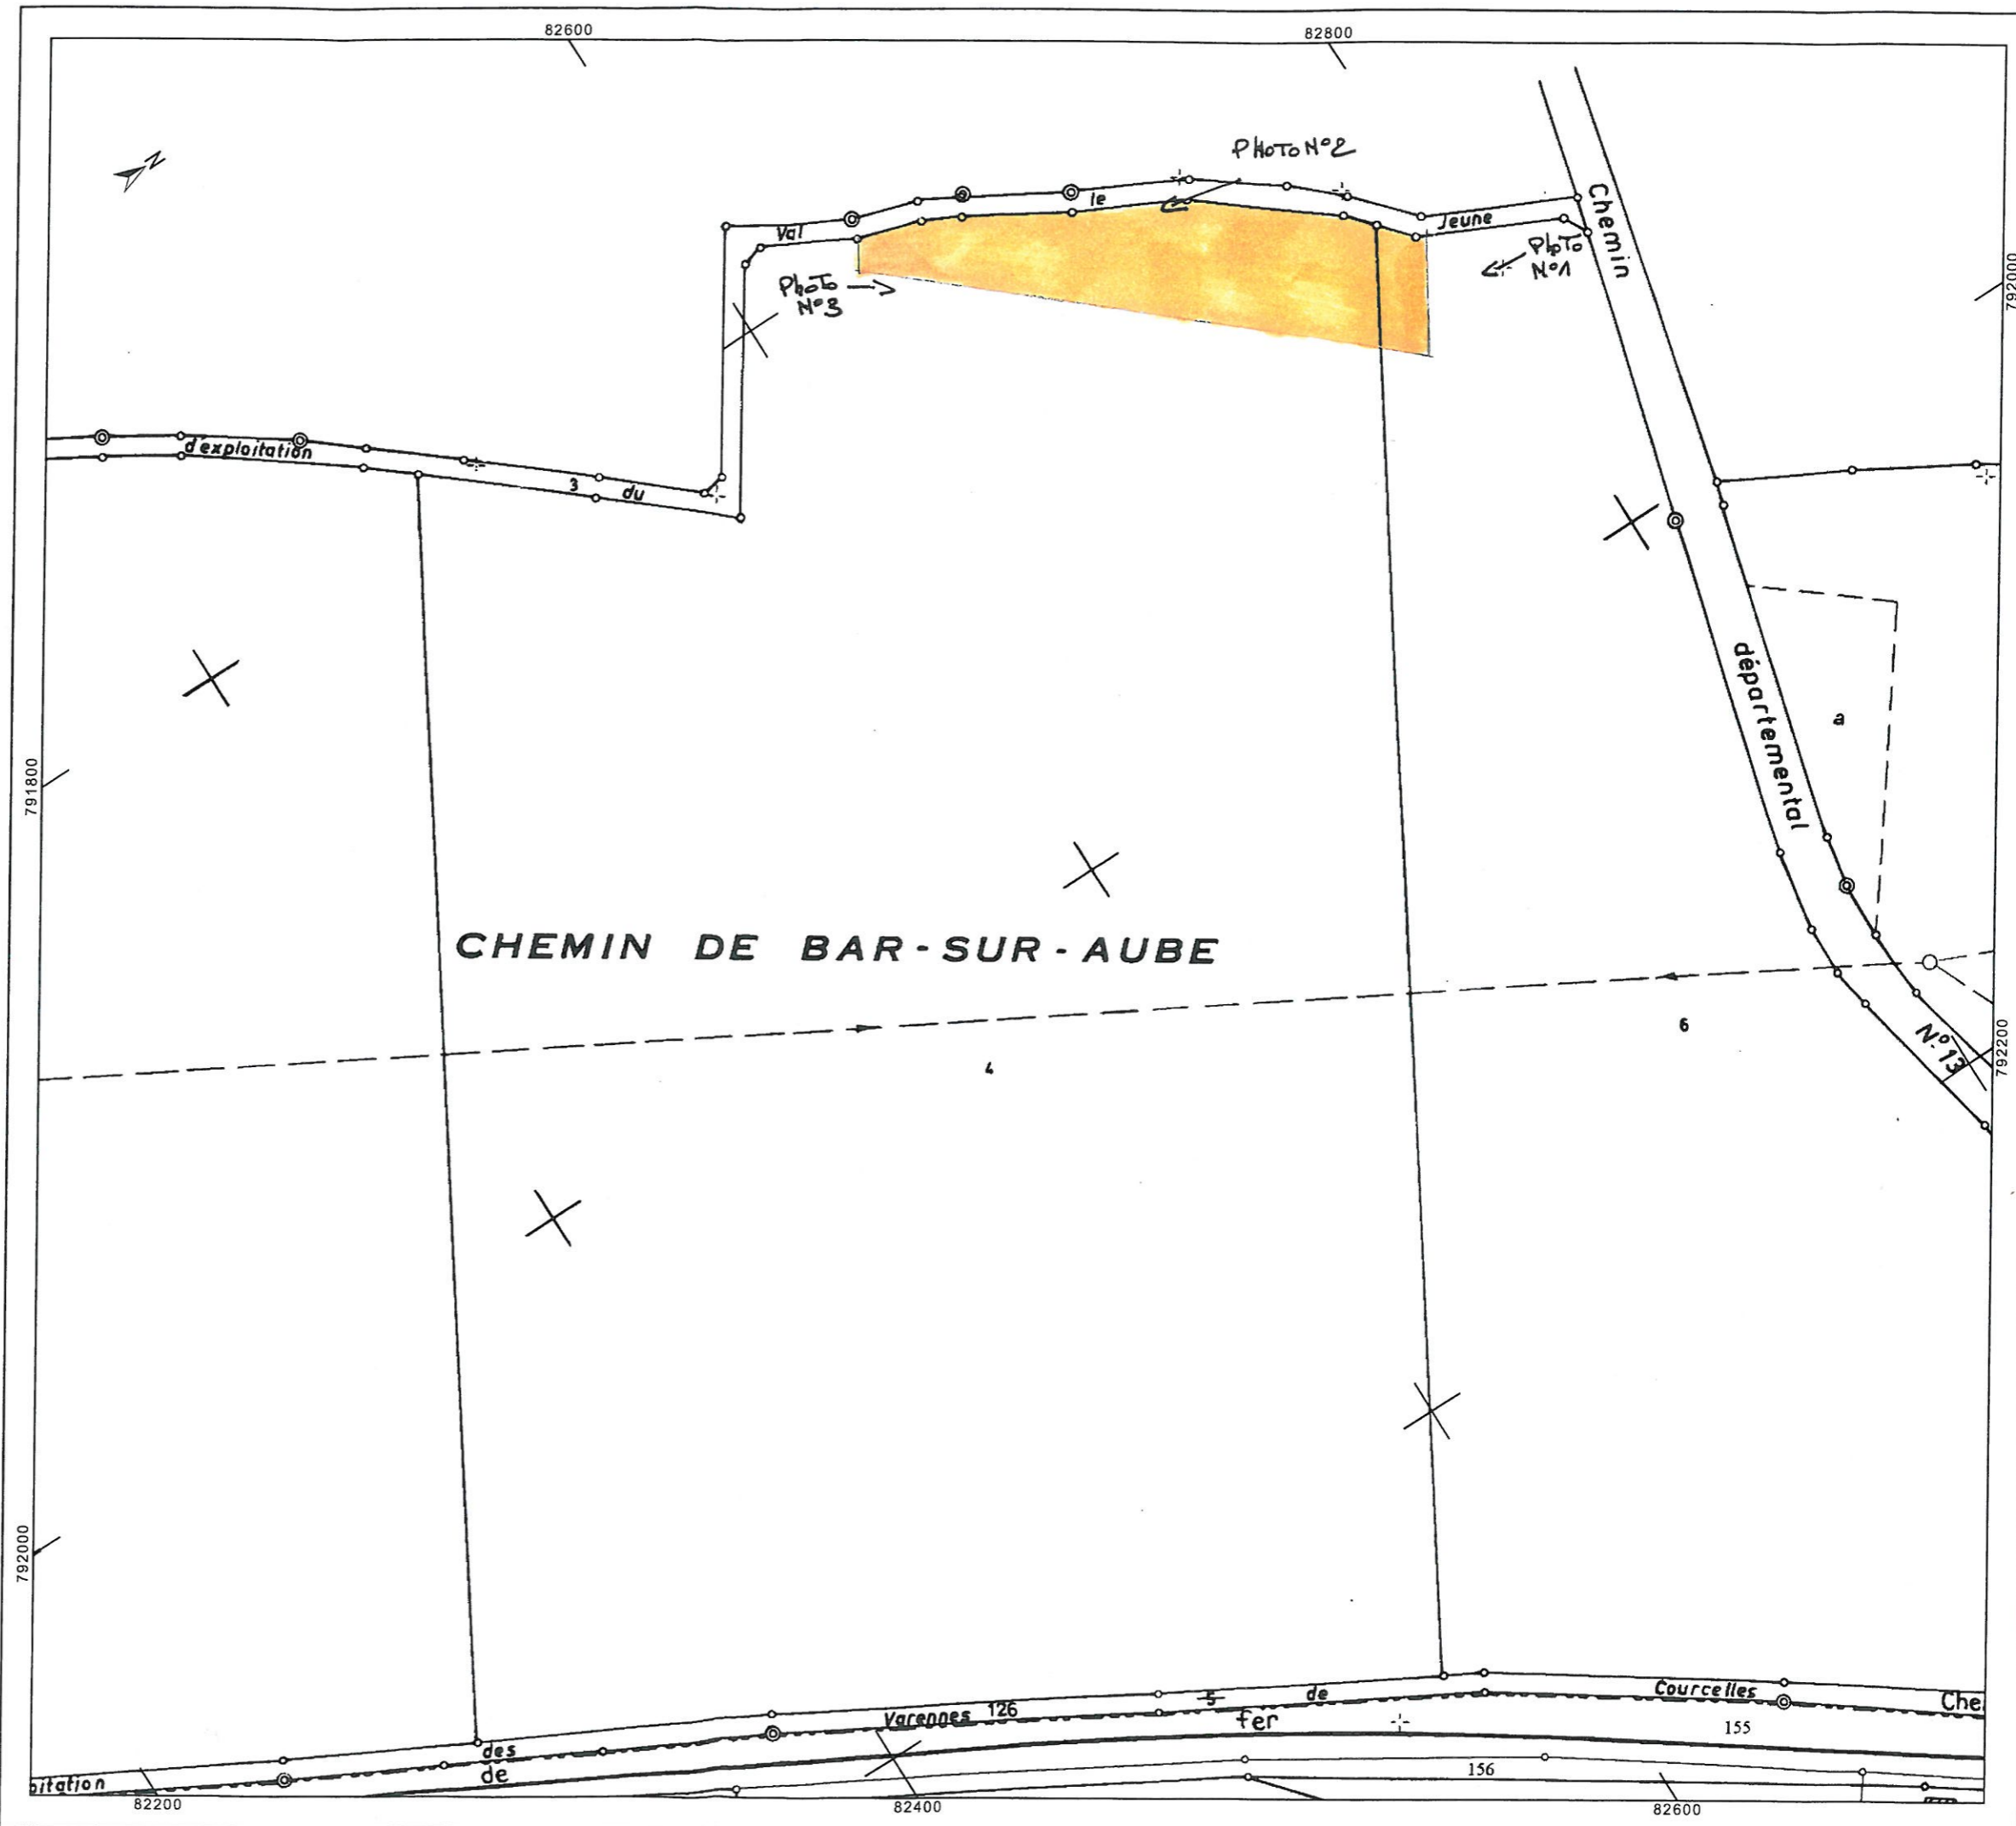 82600
82800
N
PHOTO N°2
Val
le
Jeune
Chemin
PhoTo
N°1
PhoTo
N°3
792000
d'exploitation
3
du
départemental
a
791800
CHEMIN DE BAR-SUR-AUBE
4
6
N°.13
792200
792000
Varennes
126
5
de
Courcelles
Che
fer
155
des
de
156
oitation
82200
82400
82600